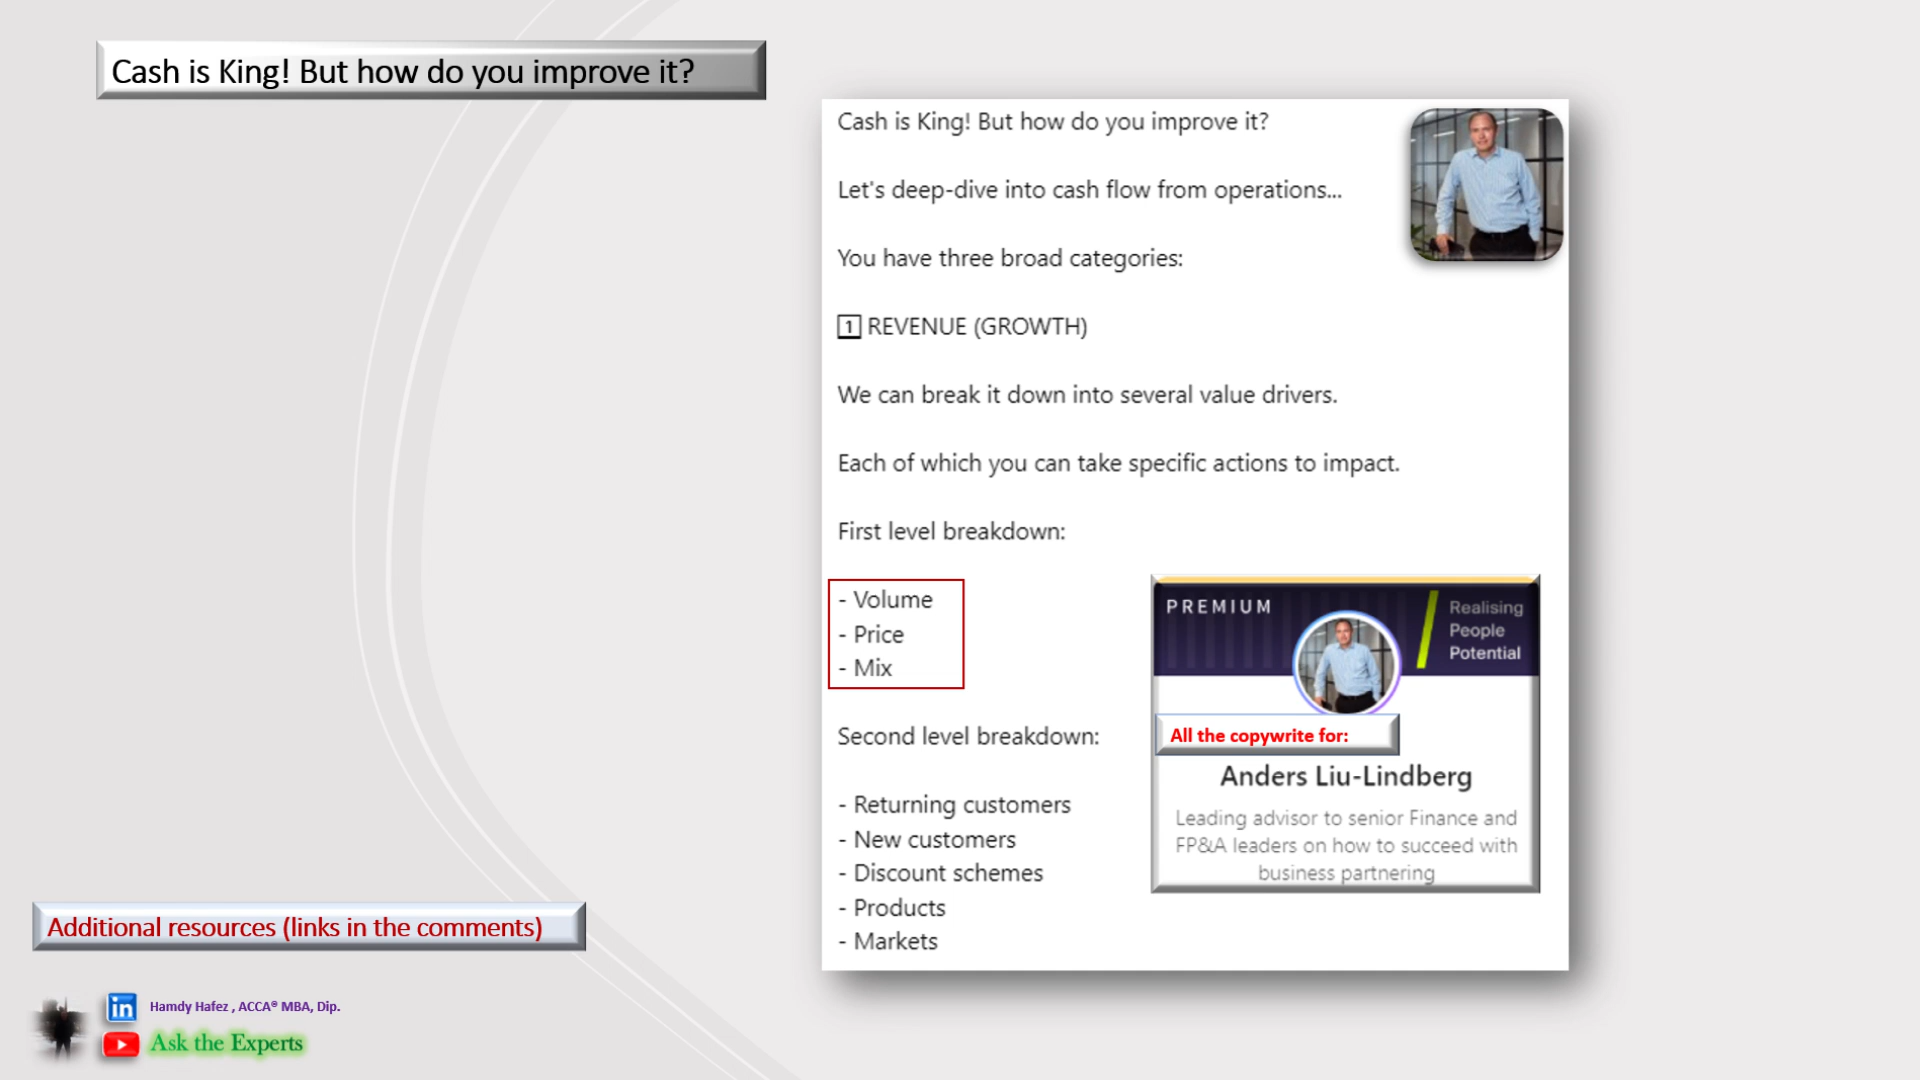 Cash is King! But how do you improve it?
Cash is King! But how do you improve it?
Let's deep-dive into cash flow from operations...
You have three broad categories:
1 REVENUE (GROWTH)
We can break it down into several value drivers.
Each of which you can take specific actions to impact.
First level breakdown:
- Volume
- Price
- Mix
Second level breakdown:
- Returning customers
- New customers
- Discount schemes
- Products
- Markets
PREMIUM
Realising
People
Potential
All the copywrite for:
Anders Liu-Lindberg
Leading advisor to senior Finance and
FP&A leaders on how to succeed with
business partnering
Additional resources (links in the comments)
in
Hamdy Hafez , ACCA® MBA, Dip.
Ask the Experts